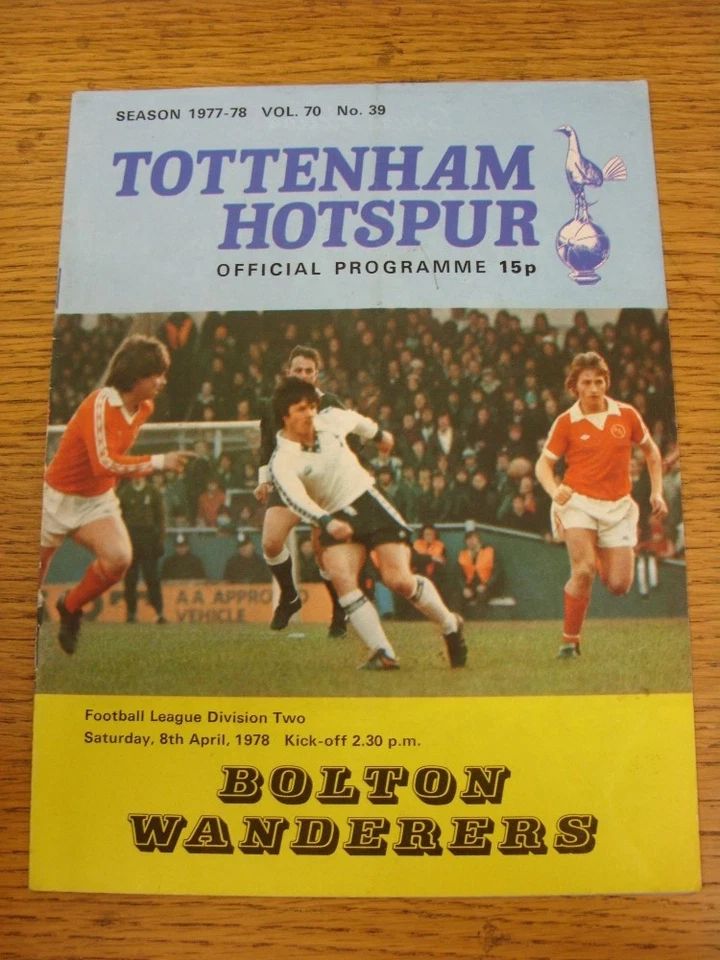 SEASON 1977-78 VOL. 70 No. 39
TOTTENHAM
HOTSPUR
OFFICIAL PROGRAMME 15p
AA APPRO
VEHICLE
Football League Division Two
Saturday, 8th April, 1978 Kick-off 2.30 p.m.
BOLTON
WANDERERS